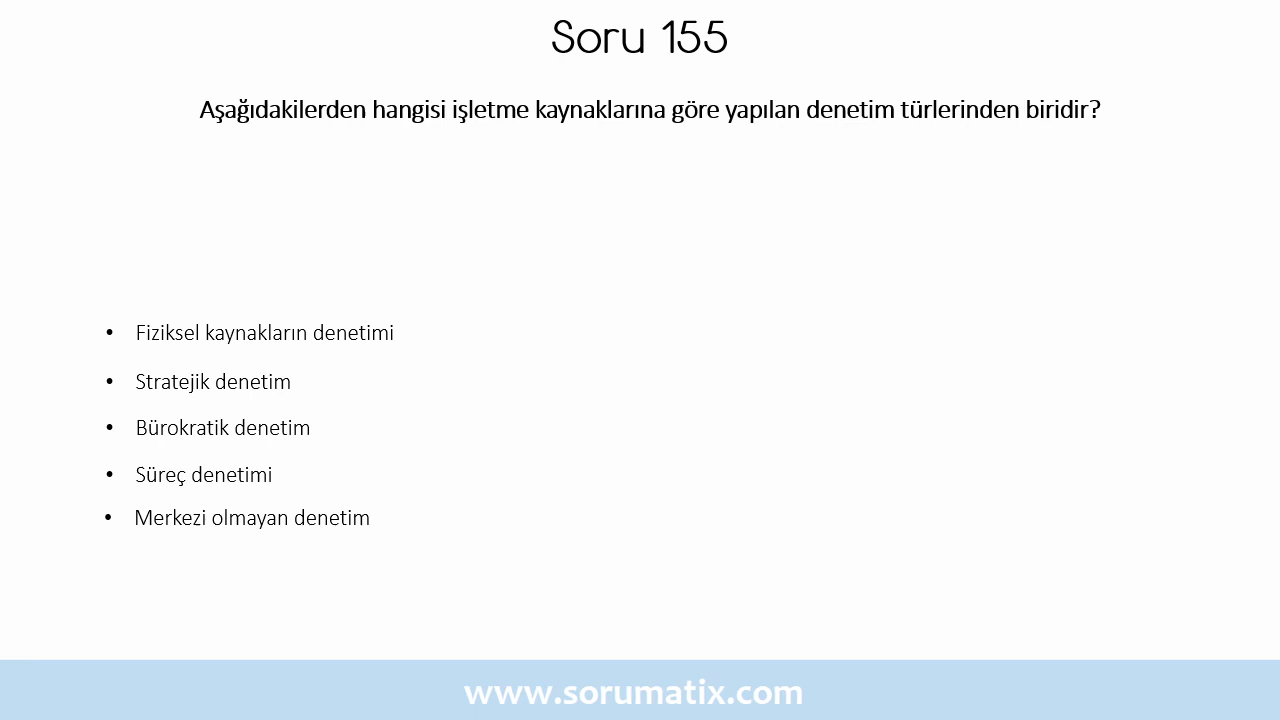 Soru 155
Aşağıdakilerden hangisi işletme kaynaklarına göre yapılan denetim türlerinden biridir?
• Fiziksel kaynakların denetimi
• Stratejik denetim
• Bürokratik denetim
• Süreç denetimi
• Merkezi olmayan denetim
www.sorumatix.com